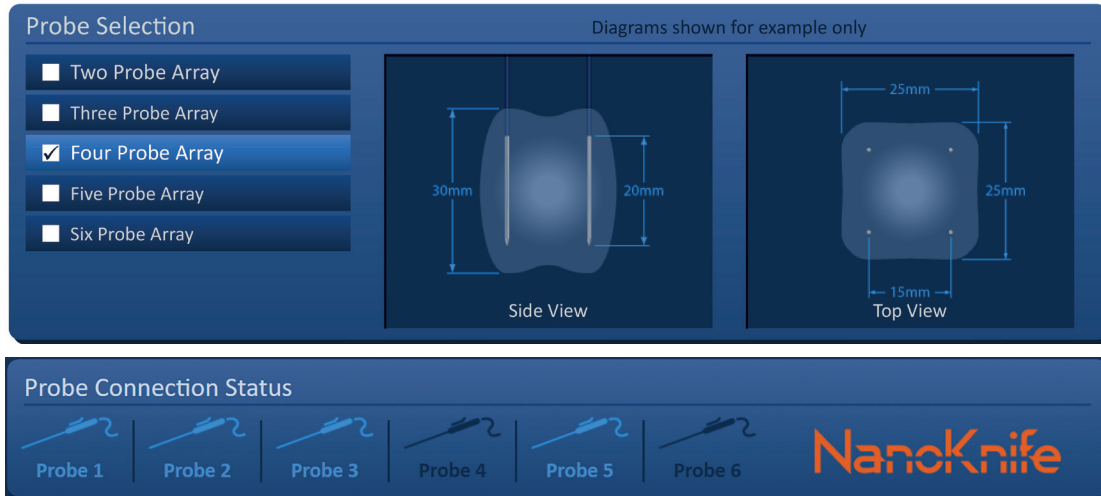 Probe Selection
Diagrams shown for example only
Two Probe Array
Three Probe Array
Four Probe Array
Five Probe Array
Six Probe Array
30mm
20mm
Side View
25mm
25mm
15mm
Top View
Probe Connection Status
Probe 1
Probe 2
Probe 3
Probe 4
Probe 5
Probe 6
NanoKnife